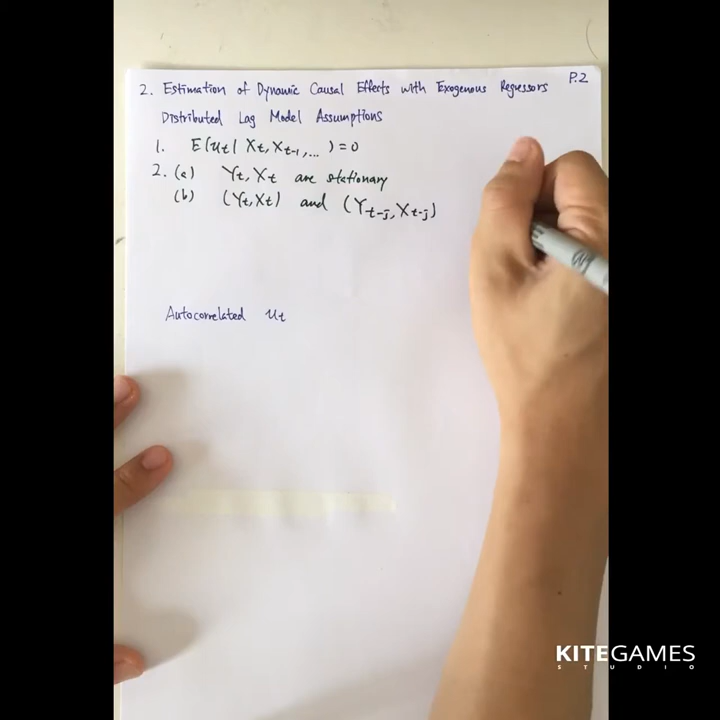 P.2
2. Estimation of Dynamic Causal Effects with Exogenous Regressors
Distributed Lag Model Assumptions
1. E(ut | Xt, Xt-1, ...) = 0
2. (a) Yt, Xt are stationary
(b) (Yt, Xt) and (Yt-j, Xt-j)
Autocorrelated ut
KITEGAMES
STUDIO